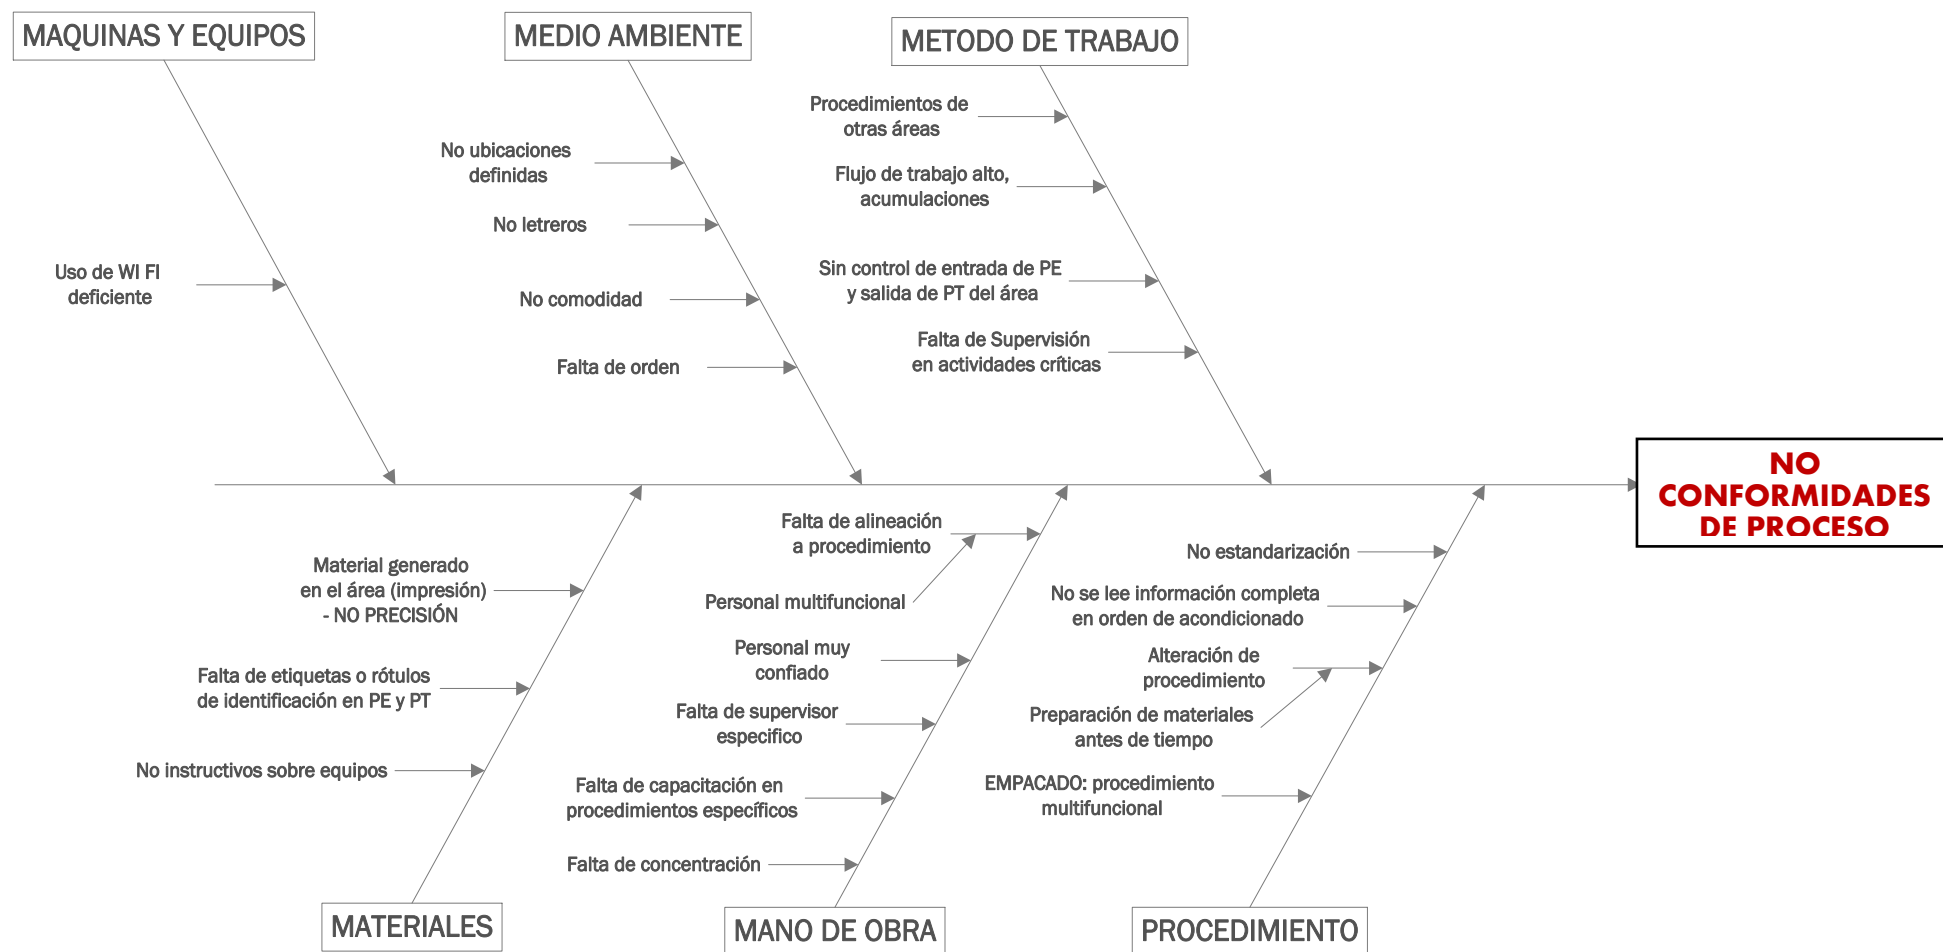 MAQUINAS Y EQUIPOS
MEDIO AMBIENTE
METODO DE TRABAJO
Uso de WI FI
deficiente
No ubicaciones
definidas
No letreros
No comodidad
Falta de orden
Procedimientos de
otras áreas
Flujo de trabajo alto,
acumulaciones
Sin control de entrada de PE
y salida de PT del área
Falta de Supervisión
en actividades críticas
NO
CONFORMIDADES
DE PROCESO
Material generado
en el área (impresión)
- NO PRECISIÓN
Falta de etiquetas o rótulos
de identificación en PE y PT
No instructivos sobre equipos
Falta de alineación
a procedimiento
Personal multifuncional
Personal muy
confiado
Falta de supervisor
especifico
Falta de capacitación en
procedimientos específicos
Falta de concentración
No estandarización
No se lee información completa
en orden de acondicionado
Alteración de
procedimiento
Preparación de materiales
antes de tiempo
EMPACADO: procedimiento
multifuncional
MATERIALES
MANO DE OBRA
PROCEDIMIENTO